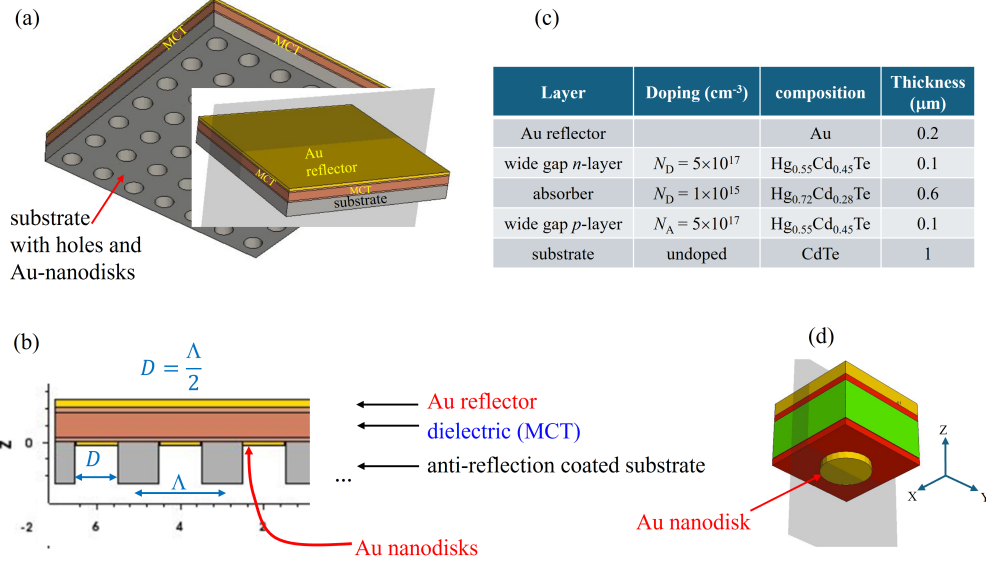 (a)
MCT
MCT
Au
reflector
MCT
MCT
substrate
substrate
with holes and
Au-nanodisks
(c)
Layer Doping (cm⁻³) composition Thickness
(μm)
Au reflector Au 0.2
wide gap n-layer N_D = 5×10¹⁷ Hg₀.₅₅Cd₀.₄₅Te 0.1
absorber N_D = 1×10¹⁵ Hg₀.₇₂Cd₀.₂₈Te 0.6
wide gap p-layer N_A = 5×10¹⁷ Hg₀.₅₅Cd₀.₄₅Te 0.1
substrate undoped CdTe 1
(b)
D = Λ/2
Z
0
-2
6
4
2
D
Λ
...
Au reflector
dielectric (MCT)
anti-reflection coated substrate
Au nanodisks
(d)
Z
X
Y
Au nanodisk